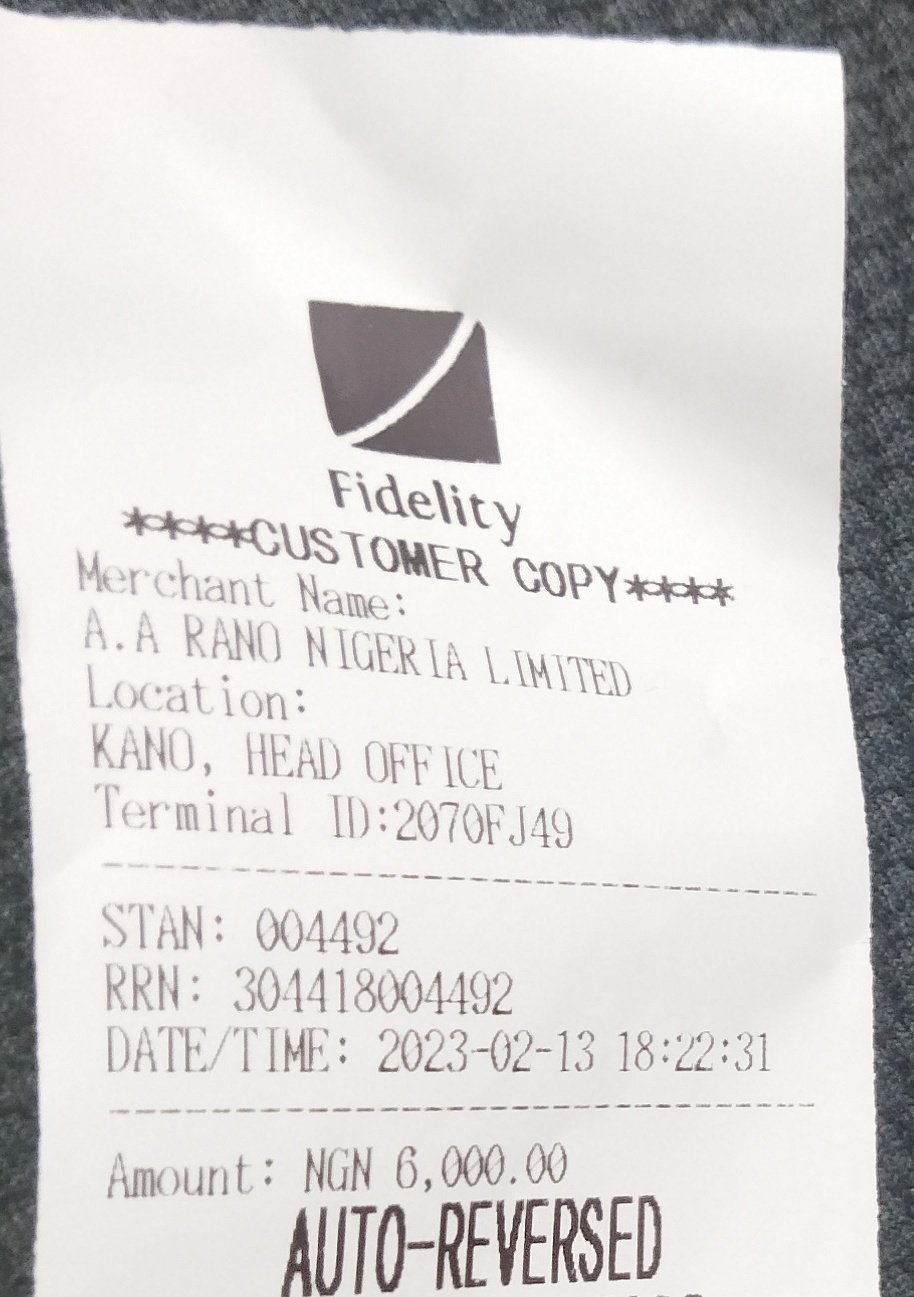 Fidelity
****CUSTOMER COPY****
Merchant Name:
A.A RANO NIGERIA LIMITED
Location:
KANO, HEAD OFFICE
Terminal ID:2070FJ49
STAN: 004492
RRN: 304418004492
DATE/TIME: 2023-02-13 18:22:31
Amount: NGN 6,000.00
AUTO-REVERSED